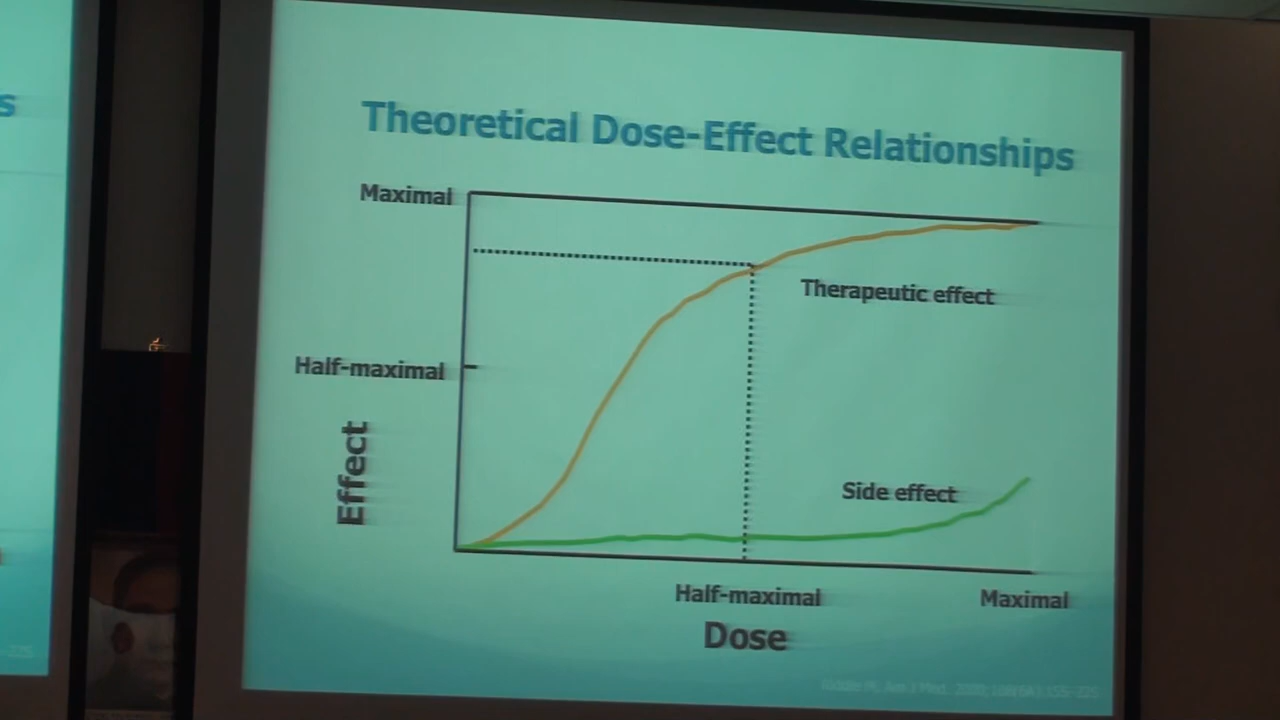 s
Theoretical Dose-Effect Relationships
Maximal
Therapeutic effect
Half-maximal
Effect
Side effect
Half-maximal
Maximal
Dose